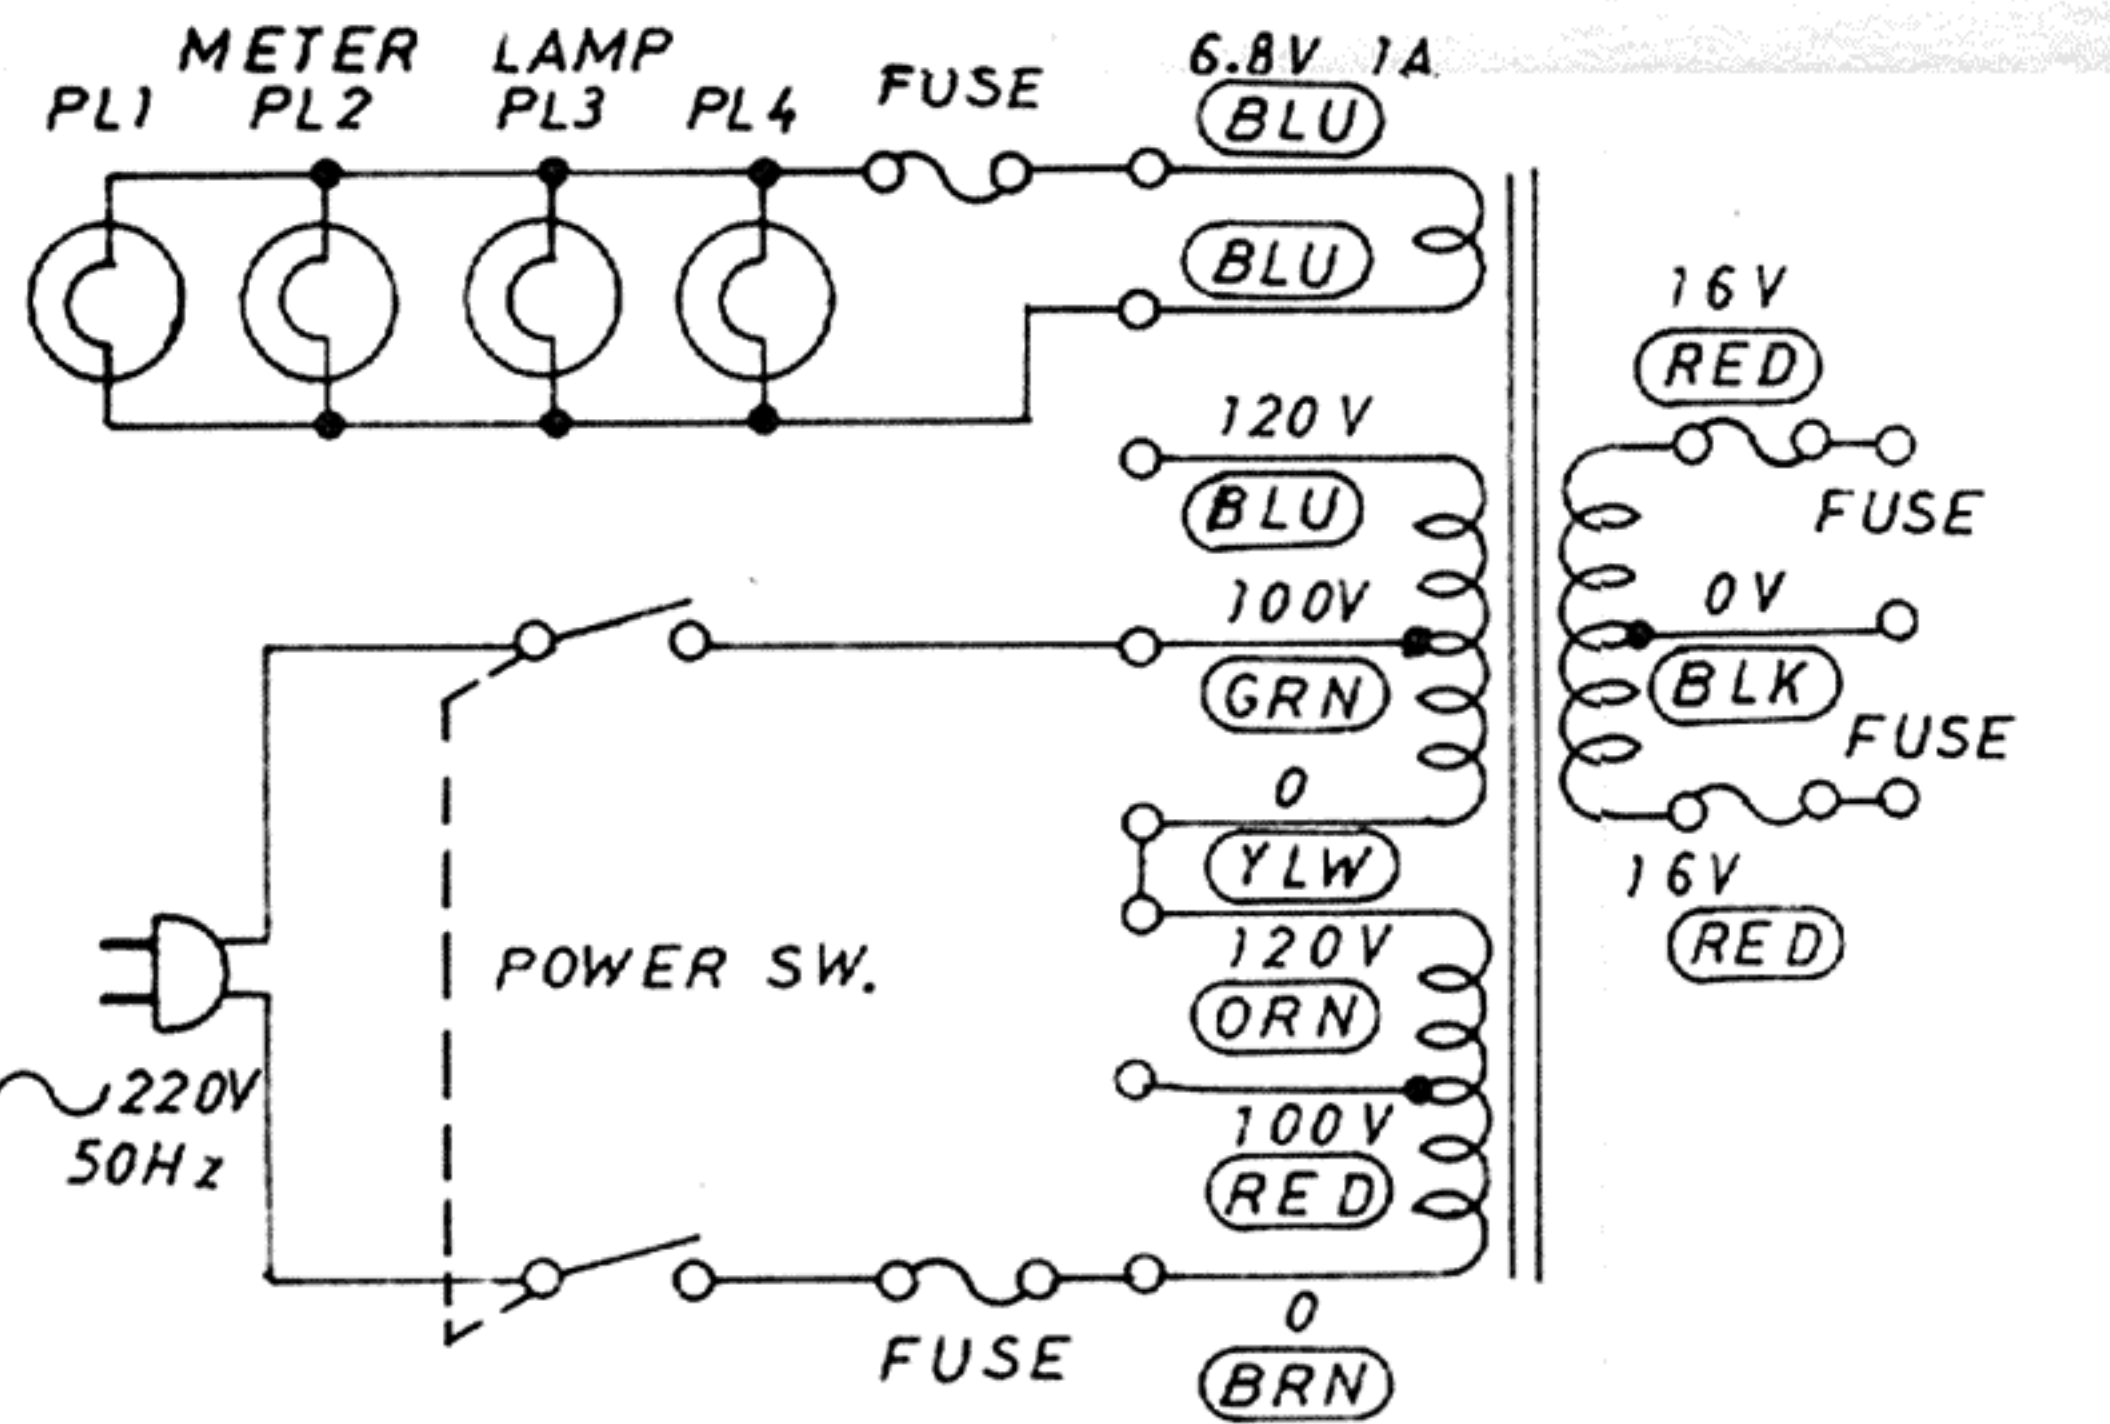 METER LAMP
PL1 PL2 PL3 PL4
FUSE
6.8V 1A
BLU
BLU
120V
BLU
100V
GRN
0
YLW
120V
ORN
100V
RED
0
BRN
16V
RED
FUSE
0V
BLK
FUSE
16V
RED
POWER SW.
220V
50Hz
FUSE